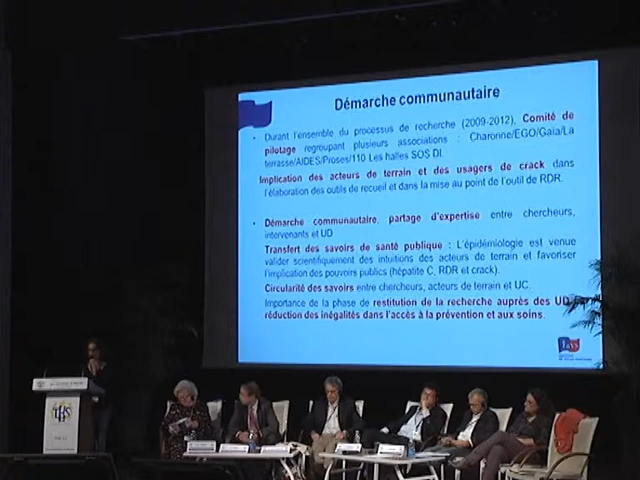 Démarche communautaire
• Durant l'ensemble du processus de recherche (2009-2012), Comité de
pilotage regroupant plusieurs associations : Charonne/EGO/Gaïa/La
terrasse/AIDES/Proses/110 Les halles SOS DI.
Implication des acteurs de terrain et des usagers de crack dans
l'élaboration des outils de recueil et dans la mise au point de l'outil de RDR.
• Démarche communautaire, partage d'expertise entre chercheurs,
intervenants et UD
Transfert des savoirs de santé publique : L'épidémiologie est venue
valider scientifiquement des intuitions des acteurs de terrain et favoriser
l'implication des pouvoirs publics (hépatite C, RDR et crack).
Circularité des savoirs entre chercheurs, acteurs de terrain et UC.
Importance de la phase de restitution de la recherche auprès des UD
réduction des inégalités dans l'accès à la prévention et aux soins.